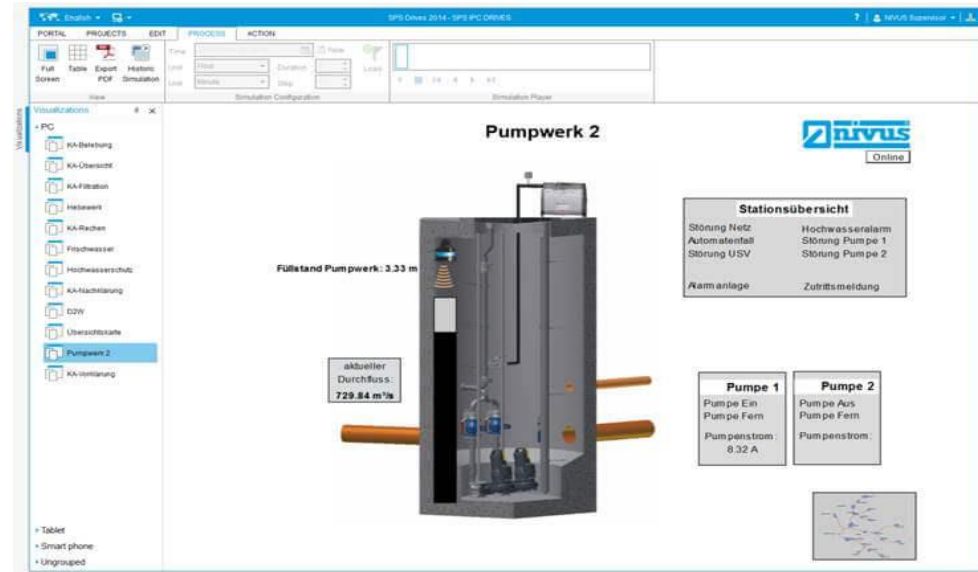 English
SPS Drives 2014 - SPS IPC DRIVES
? NIVUS Supervisor
PORTAL PROJECTS EDIT PROCESS ACTION
Full Screen
Table
Export PDF
Historic Simulation
View
Time
Now
Unit Hour Duration
Unit Minute Step
Load
Simulation Configuration
Simulation Player
Visualizations
Visualizations
PC
KA-Belebung
KA-Übersicht
KA-Filtration
Hebewerk
KA-Rechen
Frischwasser
Hochwasserschutz
KA-Nachklärung
D2W
Übersichtskarte
Pumpwerk 2
KA-Vorklärung
Tablet
Smart phone
Ungrouped
Pumpwerk 2
nivus
Online
Füllstand Pumpwerk: 3.33 m
aktueller
Durchfluss:
729.84 m³/s
Stationsübersicht
Störung Netz Hochwasseralarm
Automatenfall Störung Pumpe 1
Störung USV Störung Pumpe 2
Alarmanlage Zutrittsmeldung
Pumpe 1
Pumpe Ein
Pumpe Fern
Pumpenstrom:
8.32 A
Pumpe 2
Pumpe Aus
Pumpe Fern
Pumpenstrom: